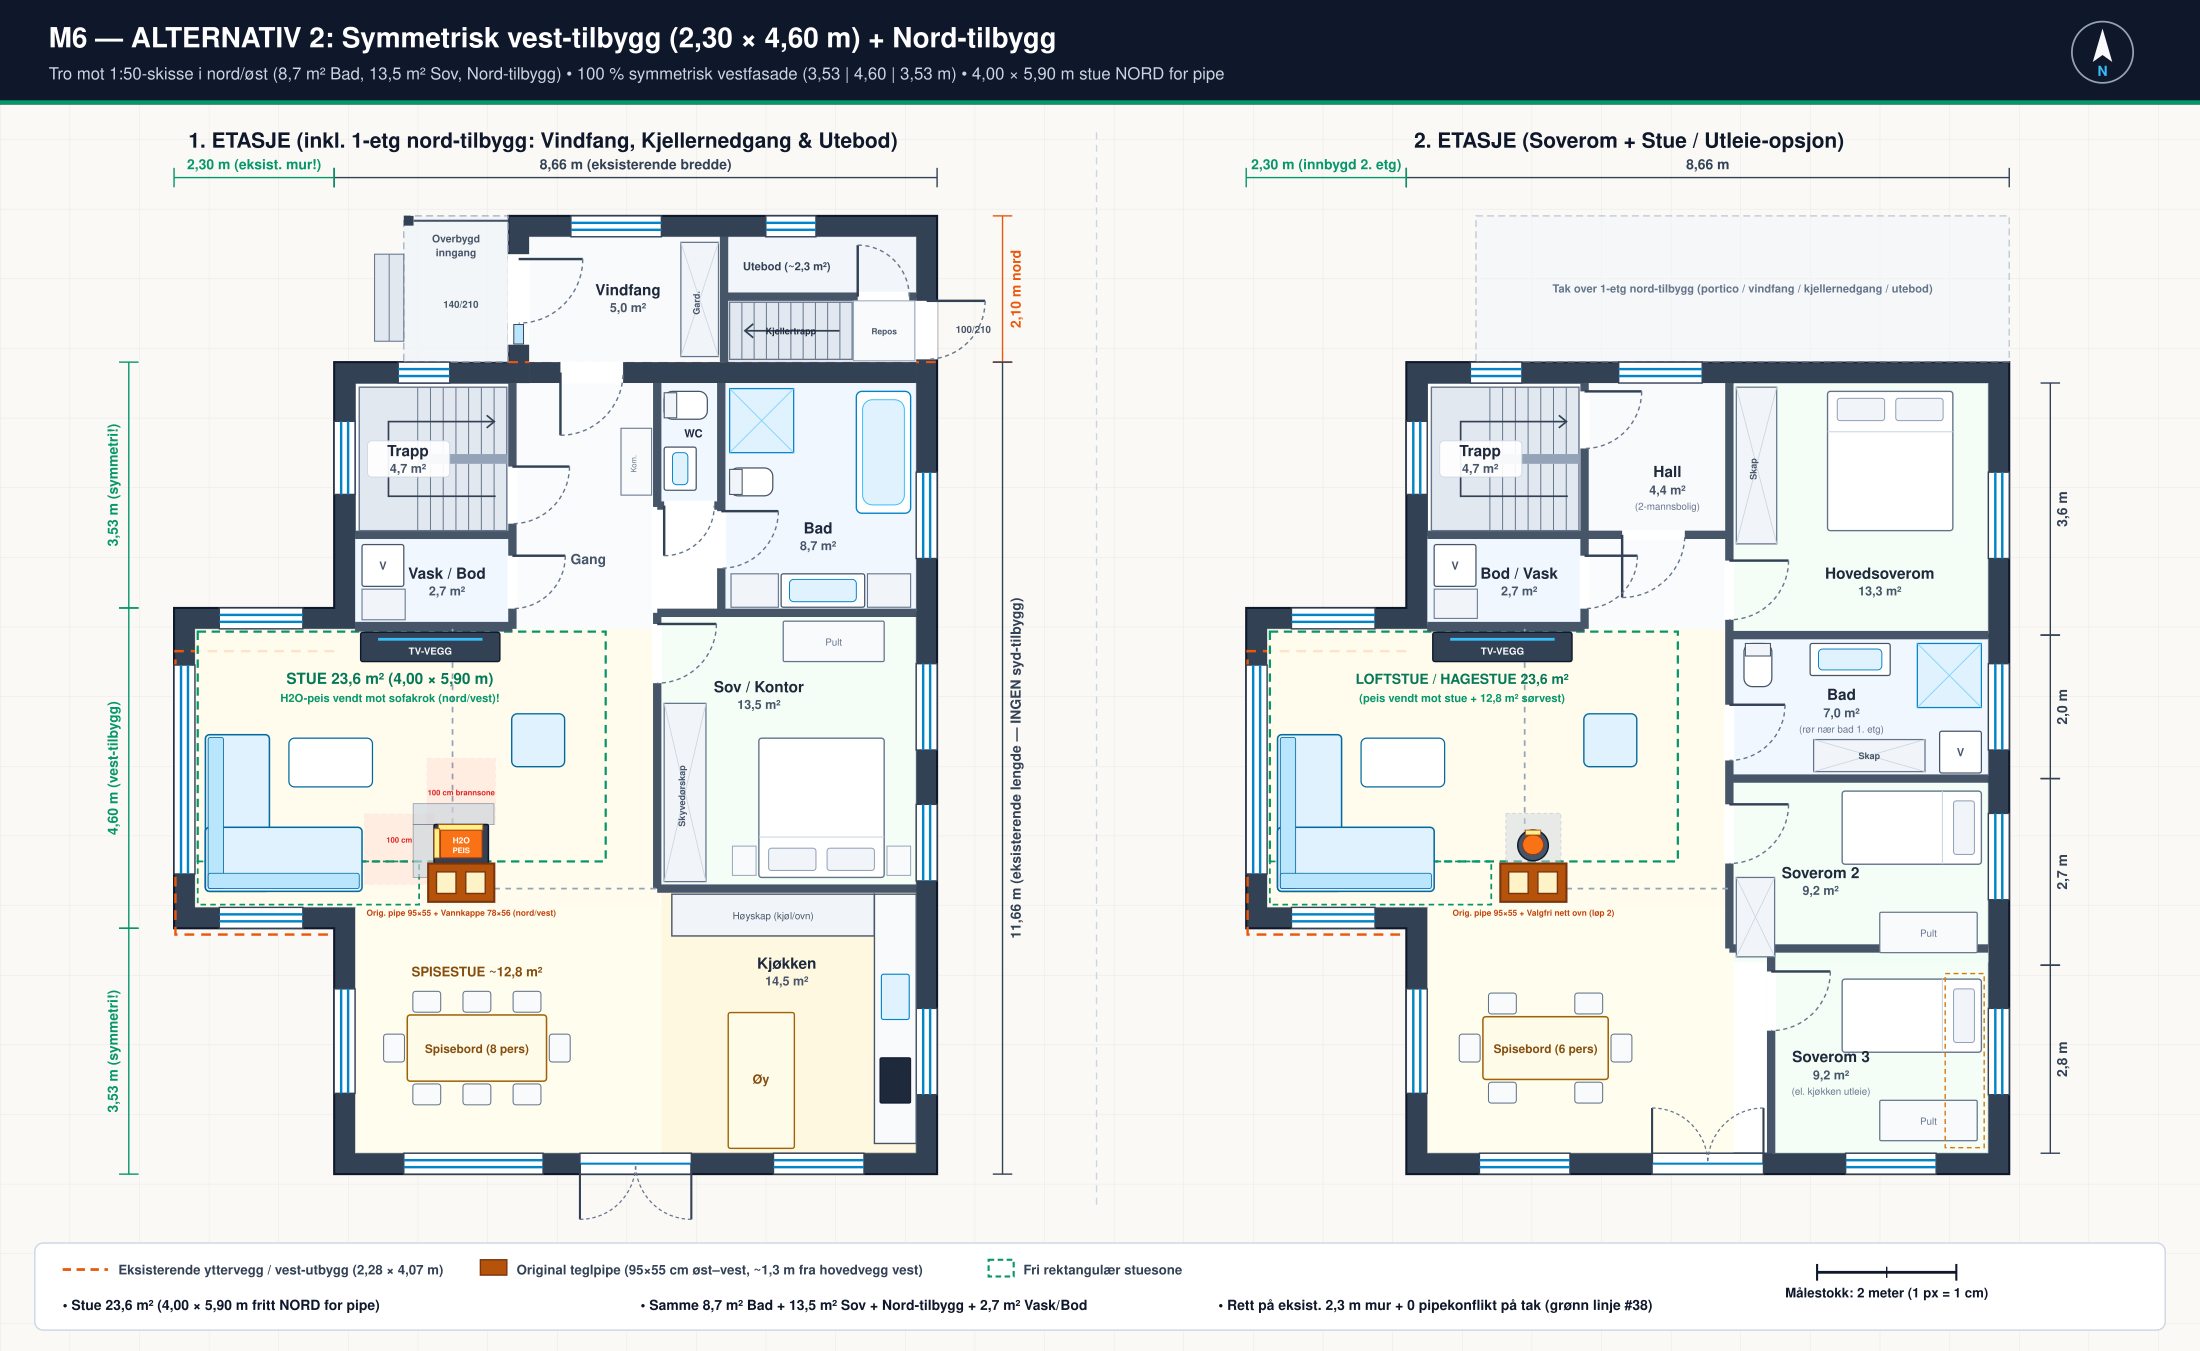 M6 — ALTERNATIV 2: Symmetrisk vest-tilbygg (2,30 × 4,60 m) + Nord-tilbygg
Tro mot 1:50-skisse i nord/øst (8,7 m² Bad, 13,5 m² Sov, Nord-tilbygg) • 100 % symmetrisk vestfasade (3,53 | 4,60 | 3,53 m) • 4,00 × 5,90 m stue NORD for pipe
N
1. ETASJE (inkl. 1-etg nord-tilbygg: Vindfang, Kjellernedgang & Utebod)
2,30 m (eksist. mur!)
8,66 m (eksisterende bredde)
Overbygd
inngang
140/210
Vindfang
5,0 m²
Gard.
Utebod (~2,3 m²)
Kjellertrapp
Repos
100/210
2,10 m nord
3,53 m (symmetri!)
4,60 m (vest-tilbygg)
3,53 m (symmetri!)
11,66 m (eksisterende lengde — INGEN syd-tilbygg)
Trapp
4,7 m²
Kom.
WC
Bad
8,7 m²
V
Vask / Bod
2,7 m²
Gang
TV-VEGG
STUE 23,6 m² (4,00 × 5,90 m)
H2O-peis vendt mot sofakrok (nord/vest)!
Pult
Sov / Kontor
13,5 m²
Skyvedørskap
100 cm brannsone
100 cm
H2O
PEIS
Orig. pipe 95×55 + Vannkappe 78×56 (nord/vest)
Høyskap (kjøl/ovn)
Kjøkken
14,5 m²
SPISESTUE ~12,8 m²
Spisebord (8 pers)
Øy
2. ETASJE (Soverom + Stue / Utleie-opsjon)
2,30 m (innbygd 2. etg)
8,66 m
Tak over 1-etg nord-tilbygg (portico / vindfang / kjellernedgang / utebod)
Trapp
4,7 m²
Hall
4,4 m²
(2-mannsbolig)
Skap
Hovedsoverom
13,3 m²
V
Bod / Vask
2,7 m²
TV-VEGG
LOFTSTUE / HAGESTUE 23,6 m²
(peis vendt mot stue + 12,8 m² sørvest)
Bad
7,0 m²
(rør nær bad 1. etg)
Skap
V
Orig. pipe 95×55 + Valgfri nett ovn (løp 2)
Soverom 2
9,2 m²
Pult
Spisebord (6 pers)
Soverom 3
9,2 m²
(el. kjøkken utleie)
Pult
3,6 m
2,0 m
2,7 m
2,8 m
Eksisterende yttervegg / vest-utbygg (2,28 × 4,07 m)
Original teglpipe (95×55 cm øst–vest, ~1,3 m fra hovedvegg vest)
Fri rektangulær stuesone
Målestokk: 2 meter (1 px = 1 cm)
• Stue 23,6 m² (4,00 × 5,90 m fritt NORD for pipe)
• Samme 8,7 m² Bad + 13,5 m² Sov + Nord-tilbygg + 2,7 m² Vask/Bod
• Rett på eksist. 2,3 m mur + 0 pipekonflikt på tak (grønn linje #38)